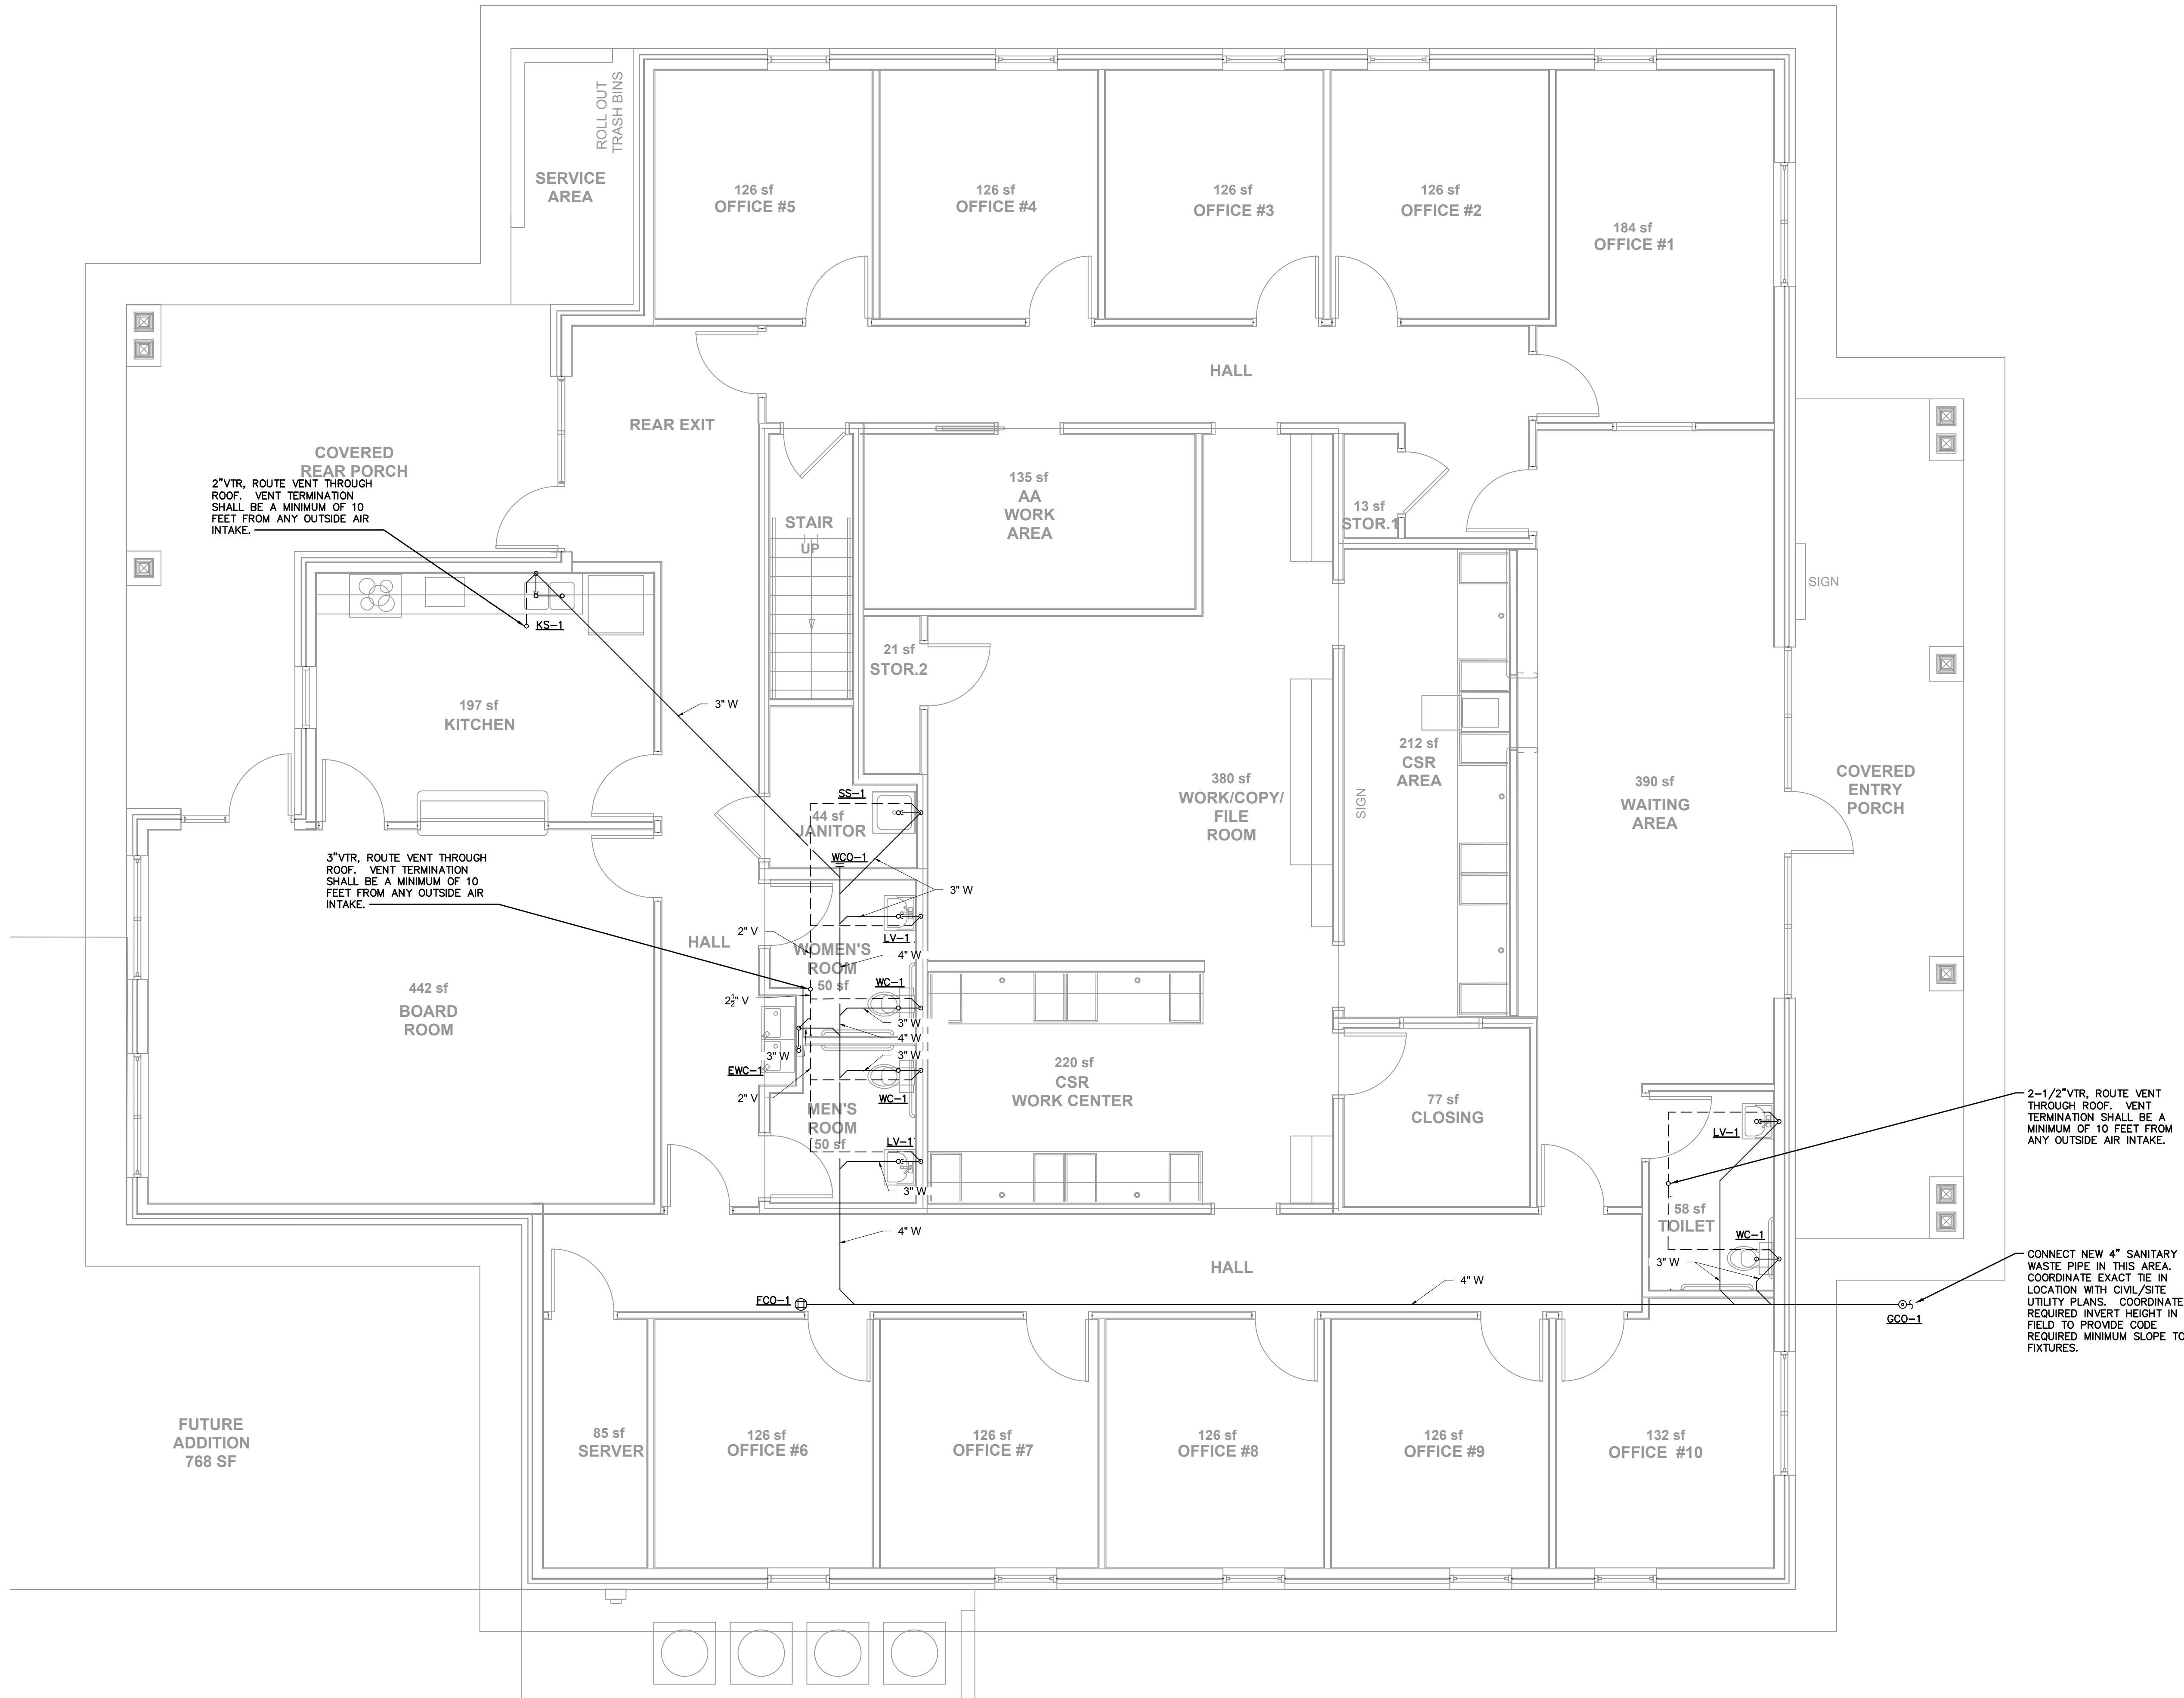 ROLL OUT
TRASH BINS
SERVICE
AREA
126 sf
OFFICE #5
126 sf
OFFICE #4
126 sf
OFFICE #3
126 sf
OFFICE #2
184 sf
OFFICE #1
HALL
REAR EXIT
COVERED
REAR PORCH
2"VTR, ROUTE VENT THROUGH
ROOF. VENT TERMINATION
SHALL BE A MINIMUM OF 10
FEET FROM ANY OUTSIDE AIR
INTAKE.
STAIR
UP
135 sf
AA
WORK
AREA
13 sf
STOR.1
SIGN
KS-1
21 sf
STOR.2
3" W
197 sf
KITCHEN
212 sf
CSR
AREA
380 sf
WORK/COPY/
FILE
ROOM
SIGN
390 sf
WAITING
AREA
COVERED
ENTRY
PORCH
SS-1
44 sf
JANITOR
WCO-1
3"VTR, ROUTE VENT THROUGH
ROOF. VENT TERMINATION
SHALL BE A MINIMUM OF 10
FEET FROM ANY OUTSIDE AIR
INTAKE.
3" W
2" V
LV-1
HALL
WOMEN'S
ROOM
50 sf
4" W
WC-1
2½" V
3" W
4" W
442 sf
BOARD
ROOM
3" W
3" W
EWC-1
2" V
WC-1
MEN'S
ROOM
50 sf
LV-1
3" W
220 sf
CSR
WORK CENTER
77 sf
CLOSING
LV-1
2-1/2"VTR, ROUTE VENT
THROUGH ROOF. VENT
TERMINATION SHALL BE A
MINIMUM OF 10 FEET FROM
ANY OUTSIDE AIR INTAKE.
58 sf
TOILET
WC-1
3" W
4" W
HALL
4" W
FCO-1
GCO-1
CONNECT NEW 4" SANITARY
WASTE PIPE IN THIS AREA.
COORDINATE EXACT TIE IN
LOCATION WITH CIVIL/SITE
UTILITY PLANS. COORDINATE
REQUIRED INVERT HEIGHT IN
FIELD TO PROVIDE CODE
REQUIRED MINIMUM SLOPE TO
FIXTURES.
FUTURE
ADDITION
768 SF
85 sf
SERVER
126 sf
OFFICE #6
126 sf
OFFICE #7
126 sf
OFFICE #8
126 sf
OFFICE #9
132 sf
OFFICE #10